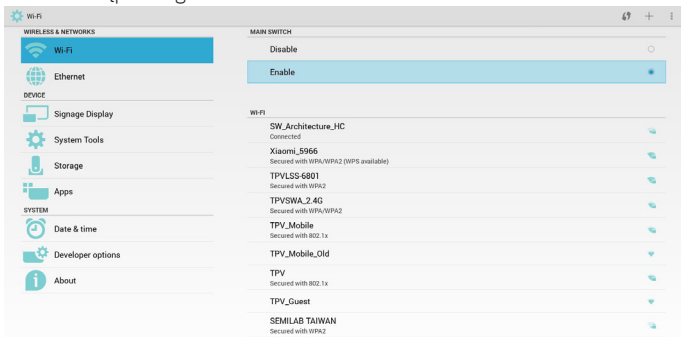 Wi-Fi
WIRELESS & NETWORKS
Wi-Fi
Ethernet
DEVICE
Signage Display
System Tools
Storage
Apps
SYSTEM
Date & time
Developer options
About
MAIN SWITCH
Disable
Enable
WI-FI
SW_Architecture_HC
Connected
Xiaomi_5966
Secured with WPA/WPA2 (WPS available)
TPVLSS-6801
Secured with WPA2
TPVSWA_2.4G
Secured with WPA/WPA2
TPV_Mobile
Secured with 802.1x
TPV_Mobile_Old
TPV
Secured with 802.1x
TPV_Guest
SEMILAB TAIWAN
Secured with WPA2